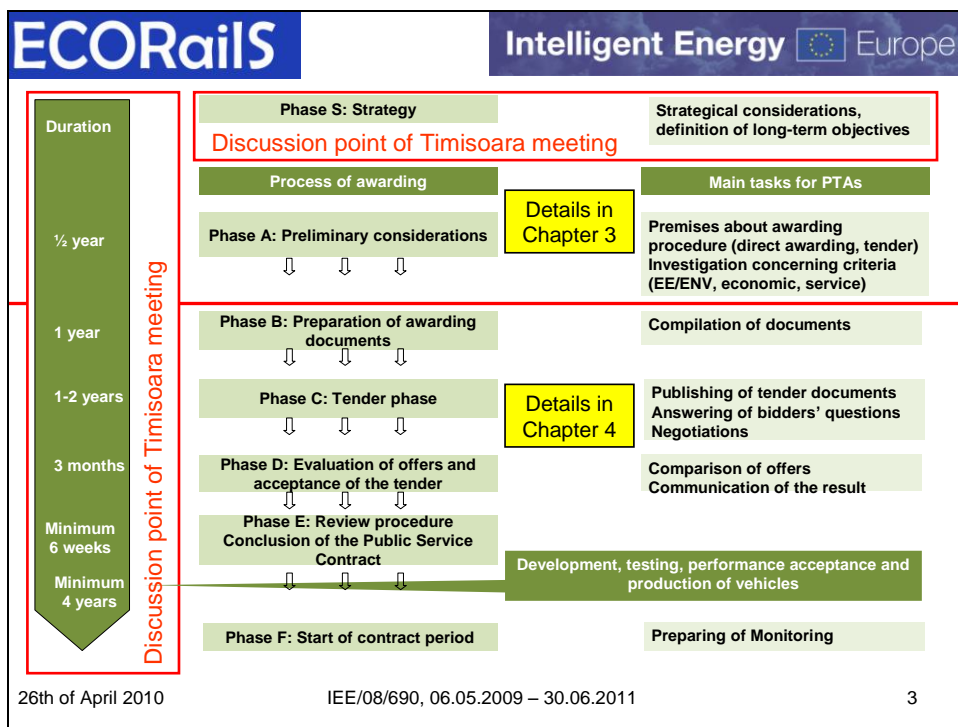 ECORailS
Intelligent Energy Europe
Duration
Phase S: Strategy
Strategical considerations,
definition of long-term objectives
Discussion point of Timisoara meeting
Process of awarding
Main tasks for PTAs
Details in
Chapter 3
½ year
Phase A: Preliminary considerations
Premises about awarding
procedure (direct awarding, tender)
Investigation concerning criteria
(EE/ENV, economic, service)
Discussion point of Timisoara meeting
1 year
Phase B: Preparation of awarding
documents
Compilation of documents
1-2 years
Phase C: Tender phase
Details in
Chapter 4
Publishing of tender documents
Answering of bidders' questions
Negotiations
3 months
Phase D: Evaluation of offers and
acceptance of the tender
Comparison of offers
Communication of the result
Minimum
6 weeks
Phase E: Review procedure
Conclusion of the Public Service
Contract
Minimum
4 years
Development, testing, performance acceptance and
production of vehicles
Phase F: Start of contract period
Preparing of Monitoring
26th of April 2010
IEE/08/690, 06.05.2009 – 30.06.2011
3